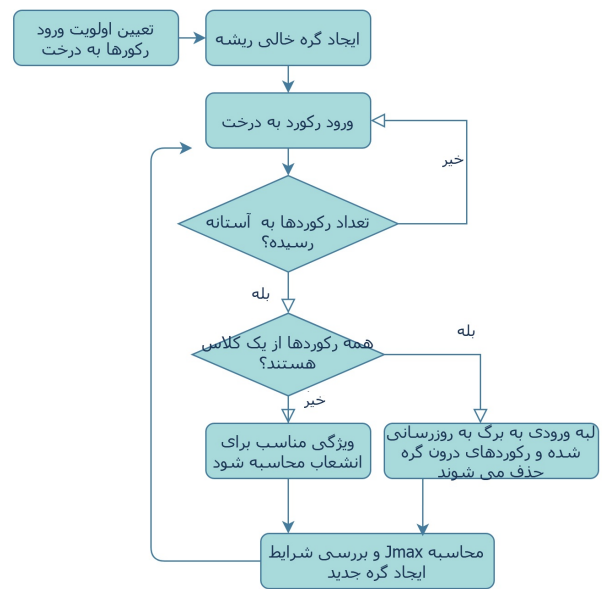 تعیین اولویت ورود
رکوردها به درخت
ایجاد گره خالی ریشه
ورود رکورد به درخت
خیر
تعداد رکوردها به آستانه
رسیده؟
بله
همه رکوردها از یک کلاس
هستند؟
بله
خیر
ویژگی مناسب برای
انشعاب محاسبه شود
لبه ورودی به برگ به روزرسانی
شده و رکوردهای درون گره
حذف می شوند
محاسبه Jmax و بررسی شرایط
ایجاد گره جدید